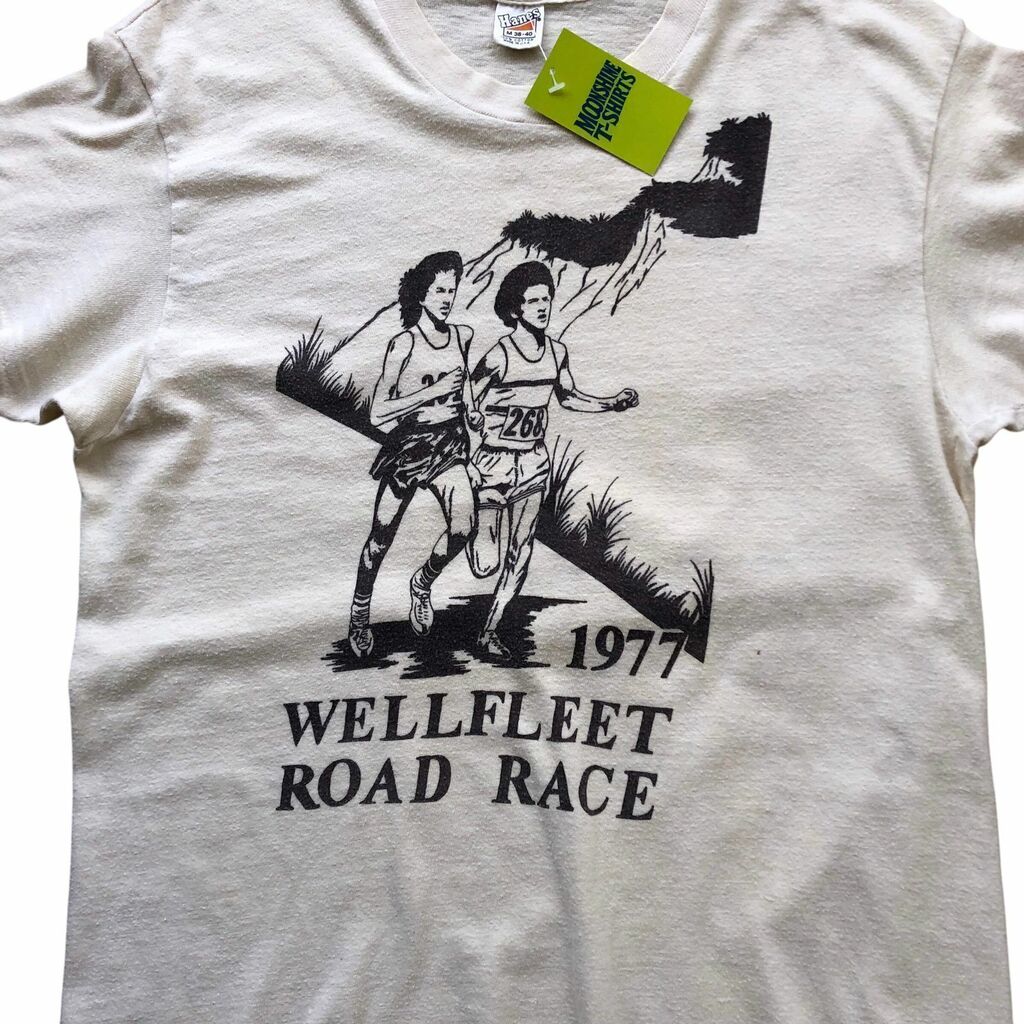 Hanes
M 38-40
MOONSHINE
T-SHIRTS
268
1977
WELLFLEET
ROAD RACE